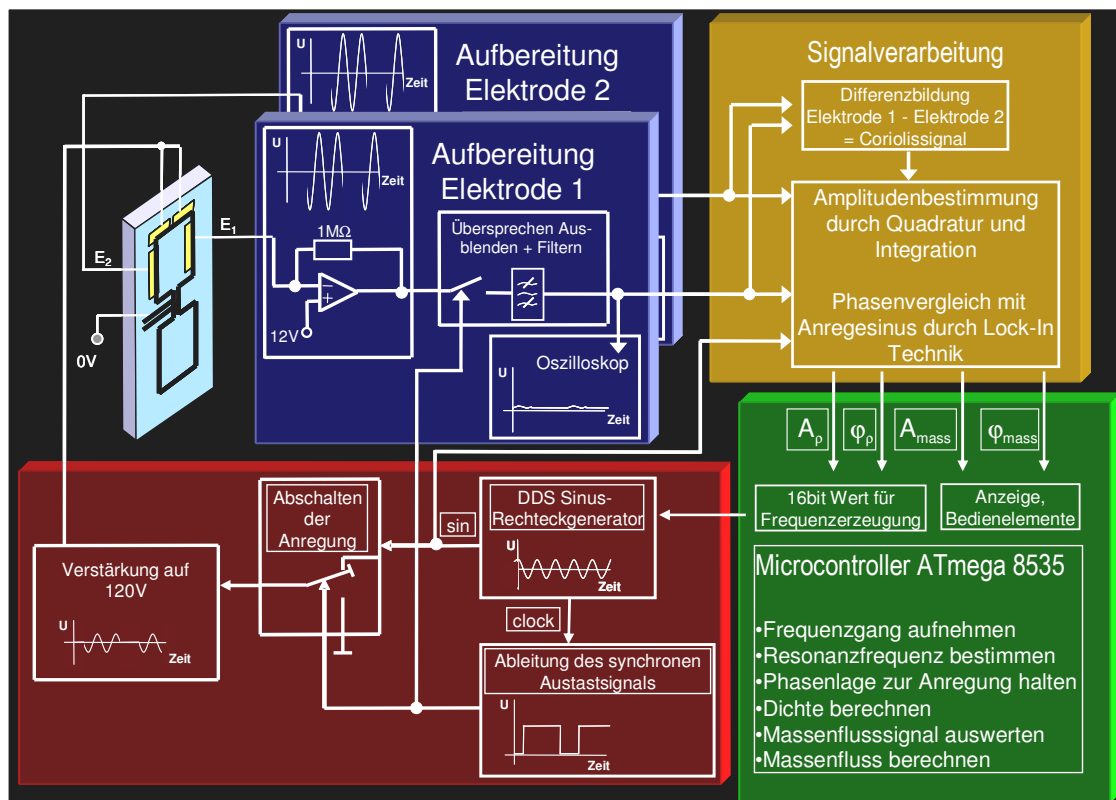 U
Zeit
Aufbereitung
Elektrode 2
U
Zeit
Aufbereitung
Elektrode 1
1MΩ
12V
Übersprechen Aus-
blenden + Filtern
Oszilloskop
U
Zeit
E1
E2
0V
Signalverarbeitung
Differenzbildung
Elektrode 1 - Elektrode 2
= Coriolissignal
Amplitudenbestimmung
durch Quadratur und
Integration
Phasenvergleich mit
Anregesinus durch Lock-In
Technik
Aρ
φρ
Amass
φmass
16bit Wert für
Frequenzerzeugung
Anzeige,
Bedienelemente
Microcontroller ATmega 8535
•Frequenzgang aufnehmen
•Resonanzfrequenz bestimmen
•Phasenlage zur Anregung halten
•Dichte berechnen
•Massenflusssignal auswerten
•Massenfluss berechnen
Verstärkung auf
120V
U
Zeit
Abschalten
der
Anregung
sin
DDS Sinus-
Rechteckgenerator
U
Zeit
clock
Ableitung des synchronen
Austastsignals
U
Zeit